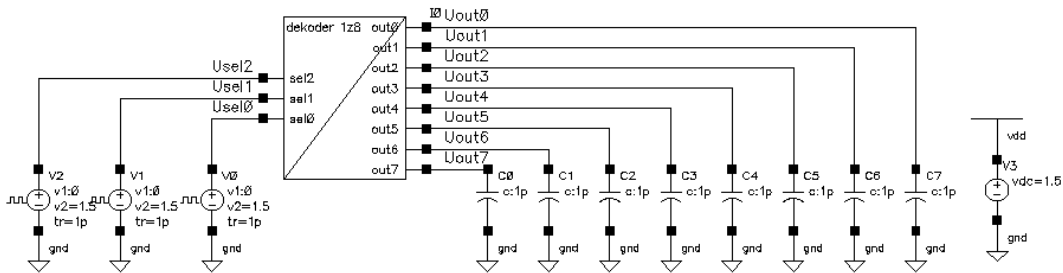 dekoder 1z8 out0 I0 Uout0
out1 Uout1
out2 Uout2
out3 Uout3
out4 Uout4
out5 Uout5
out6 Uout6
out7 Uout7
Usel2 sel2
Usel1 sel1
Usel0 sel0
V2 V1 V0
v1:0 v1:0 v1:0
v2=1.5 v2=1.5 v2=1.5
tr=1p tr=1p tr=1p
gnd gnd gnd
C0 C1 C2 C3 C4 C5 C6 C7
c:1p c:1p c:1p c:1p c:1p c:1p c:1p c:1p
gnd gnd gnd gnd gnd gnd gnd gnd
vdd
V3
vdc=1.5
gnd